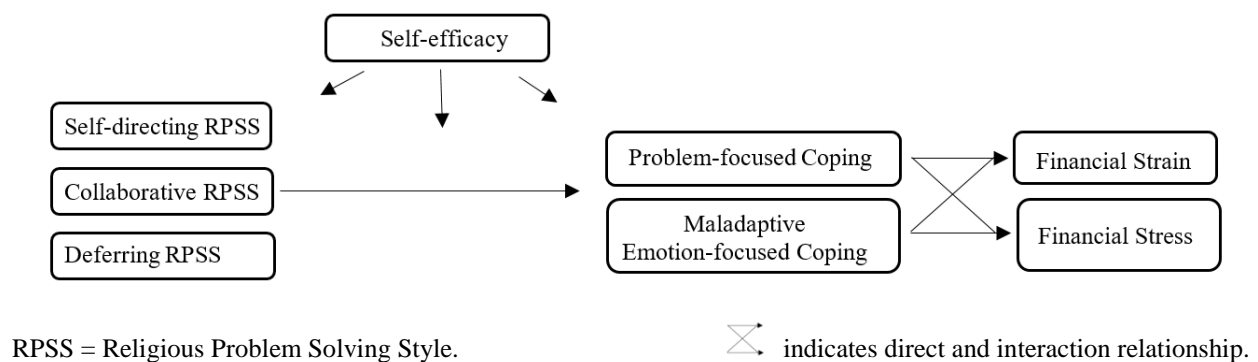 Self-efficacy
Self-directing RPSS
Collaborative RPSS
Deferring RPSS
Problem-focused Coping
Maladaptive
Emotion-focused Coping
Financial Strain
Financial Stress
RPSS = Religious Problem Solving Style.
indicates direct and interaction relationship.